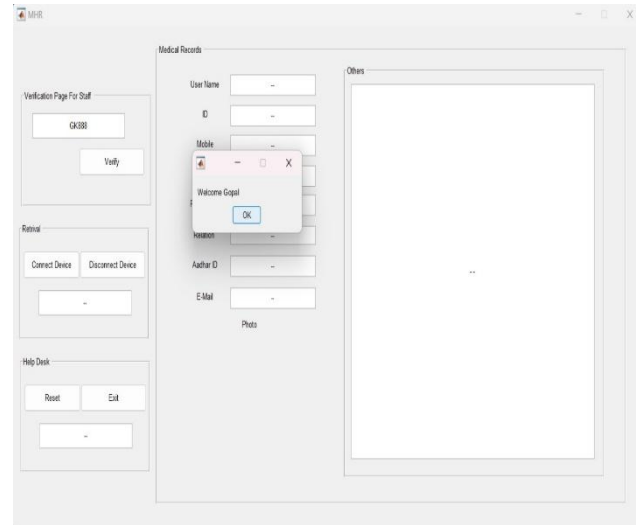 MHR
Medical Records
Verification Page For Staff
GK888
Verify
Retrival
Connect Device Disconnect Device
--
Help Desk
Reset Exit
--
User Name --
ID --
Mobile --
Relation --
Aadhar ID --
E-Mail --
Photo
Welcome Gopal
OK
Others
--